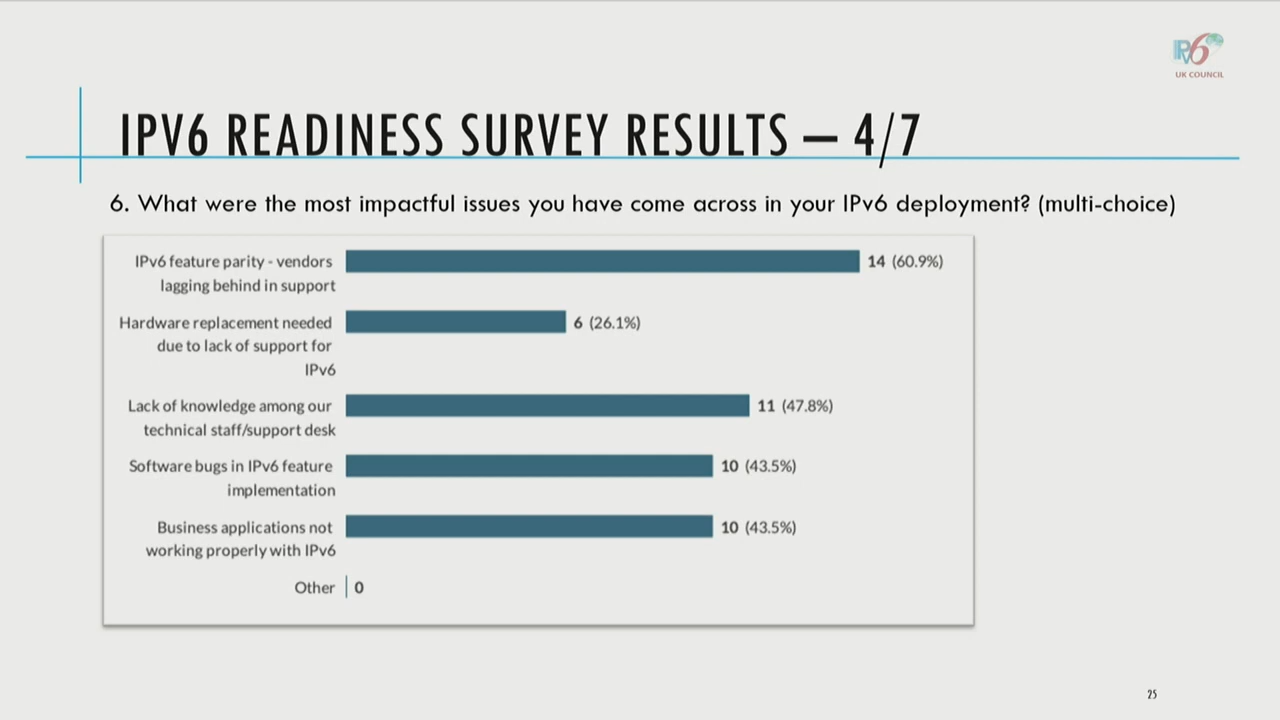 IPv6
UK COUNCIL
IPV6 READINESS SURVEY RESULTS – 4/7
6. What were the most impactful issues you have come across in your IPv6 deployment? (multi-choice)
IPv6 feature parity - vendors
lagging behind in support
14 (60.9%)
Hardware replacement needed
due to lack of support for
IPv6
6 (26.1%)
Lack of knowledge among our
technical staff/support desk
11 (47.8%)
Software bugs in IPv6 feature
implementation
10 (43.5%)
Business applications not
working properly with IPv6
10 (43.5%)
Other
0
25